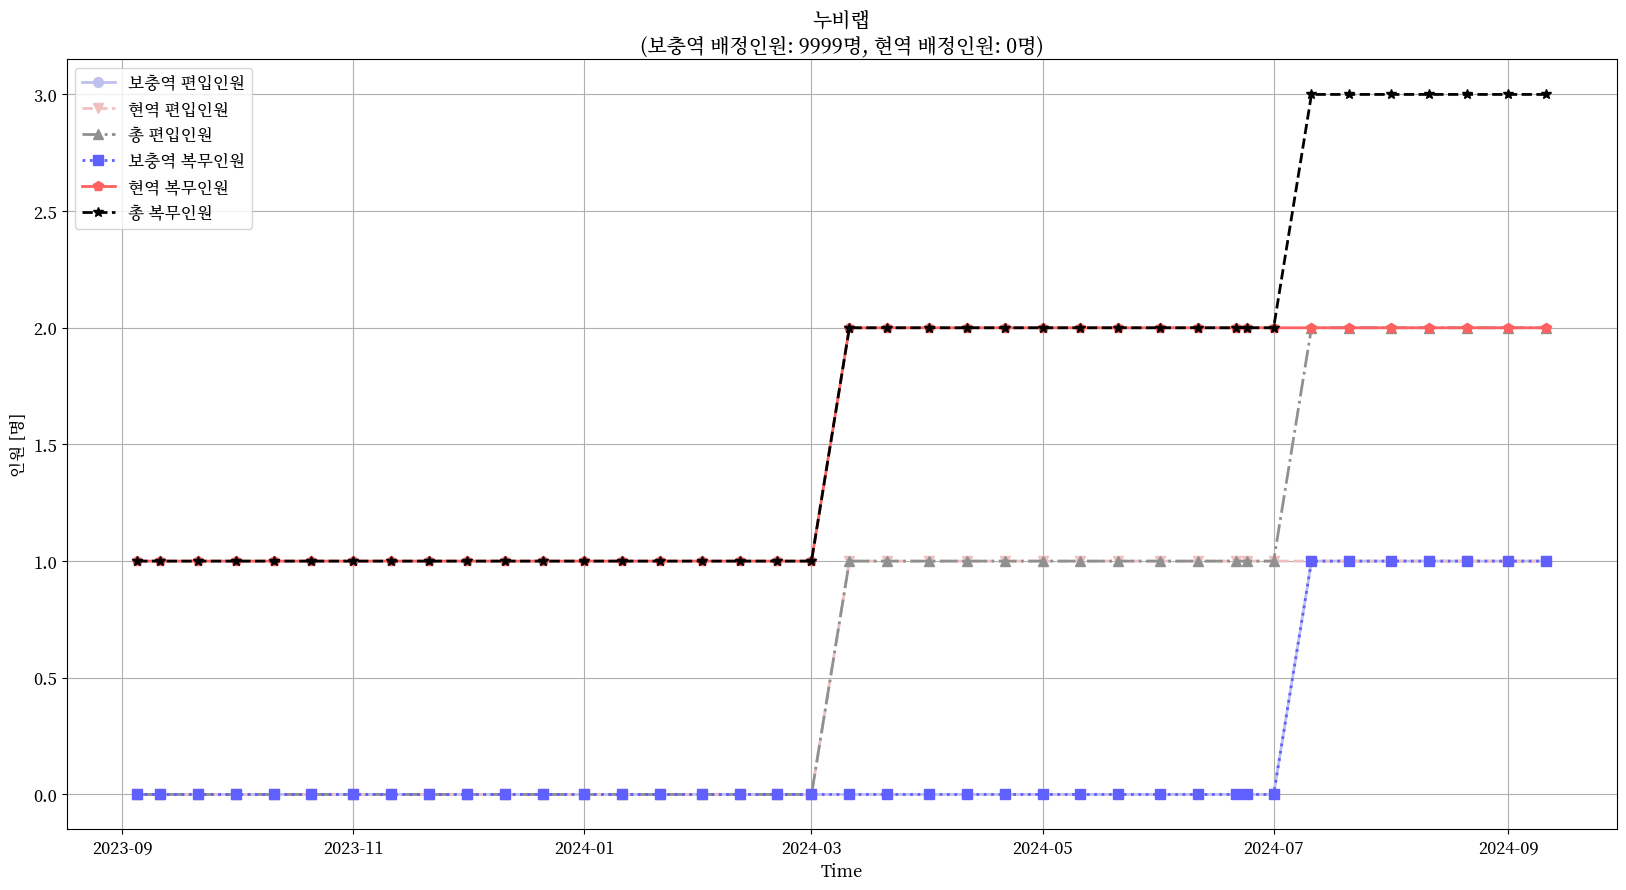 누비랩
(보충역 배정인원: 9999명, 현역 배정인원: 0명)
보충역 편입인원
현역 편입인원
총 편입인원
보충역 복무인원
현역 복무인원
총 복무인원
인원 [명]
3.0
2.5
2.0
1.5
1.0
0.5
0.0
2023-09
2023-11
2024-01
2024-03
2024-05
2024-07
2024-09
Time